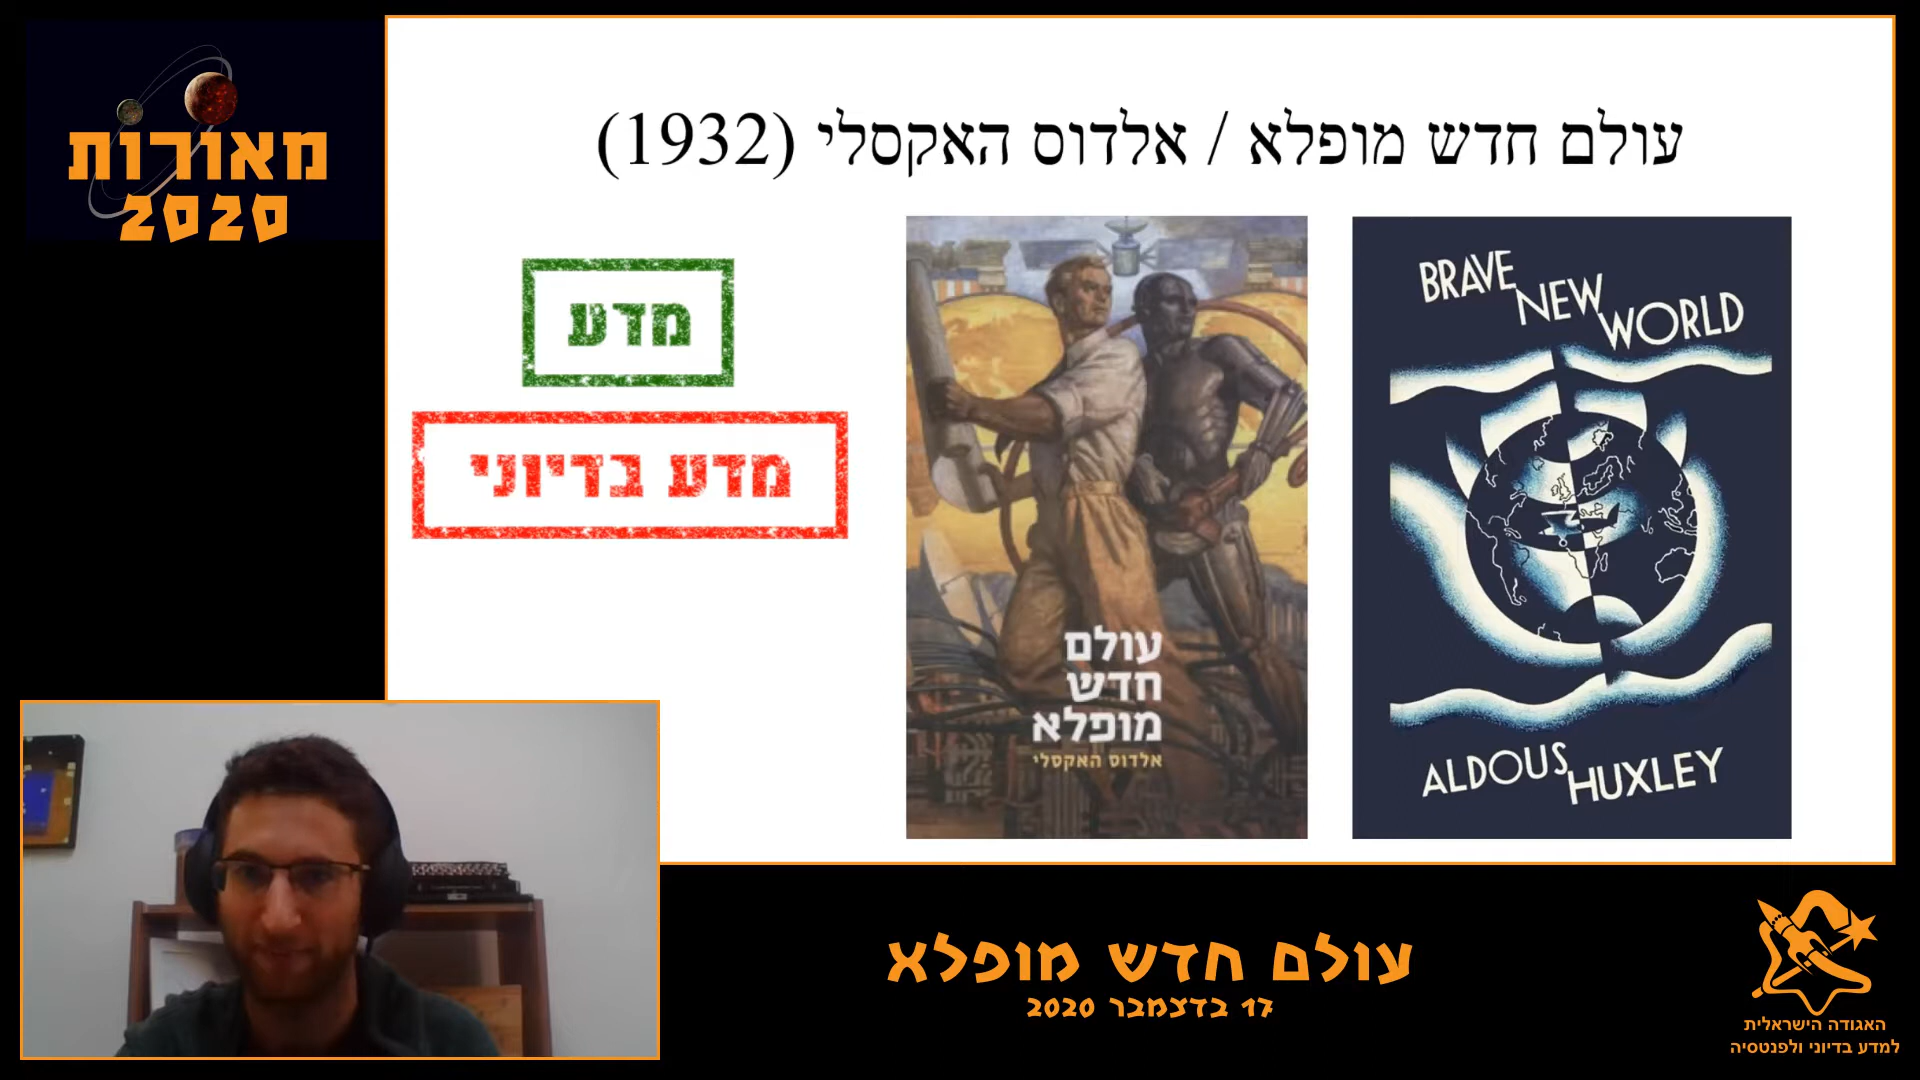 מאורות
2020
עולם חדש מופלא / אלדוס האקסלי (1932)
מדע
מדע בדיוני
עולם
חדש
מופלא
אלדוס האקסלי
BRAVE
NEW
WORLD
ALDOUS
HUXLEY
עולם חדש מופלא
17 בדצמבר 2020
האגודה הישראלית
למדע בדיוני ולפנטסיה